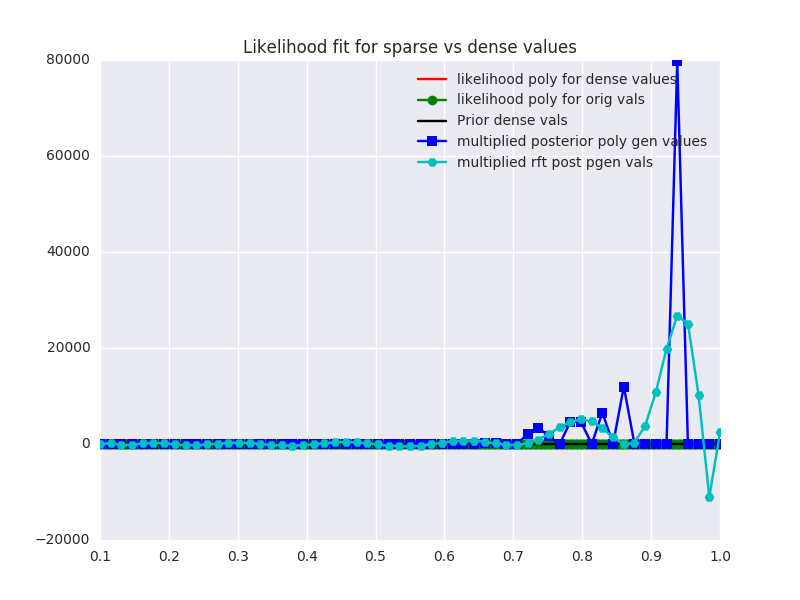 Likelihood fit for sparse vs dense values
80000
60000
40000
20000
0
−20000
likelihood poly for dense values
likelihood poly for orig vals
Prior dense vals
multiplied posterior poly gen values
multiplied rft post pgen vals
0.1 0.2 0.3 0.4 0.5 0.6 0.7 0.8 0.9 1.0